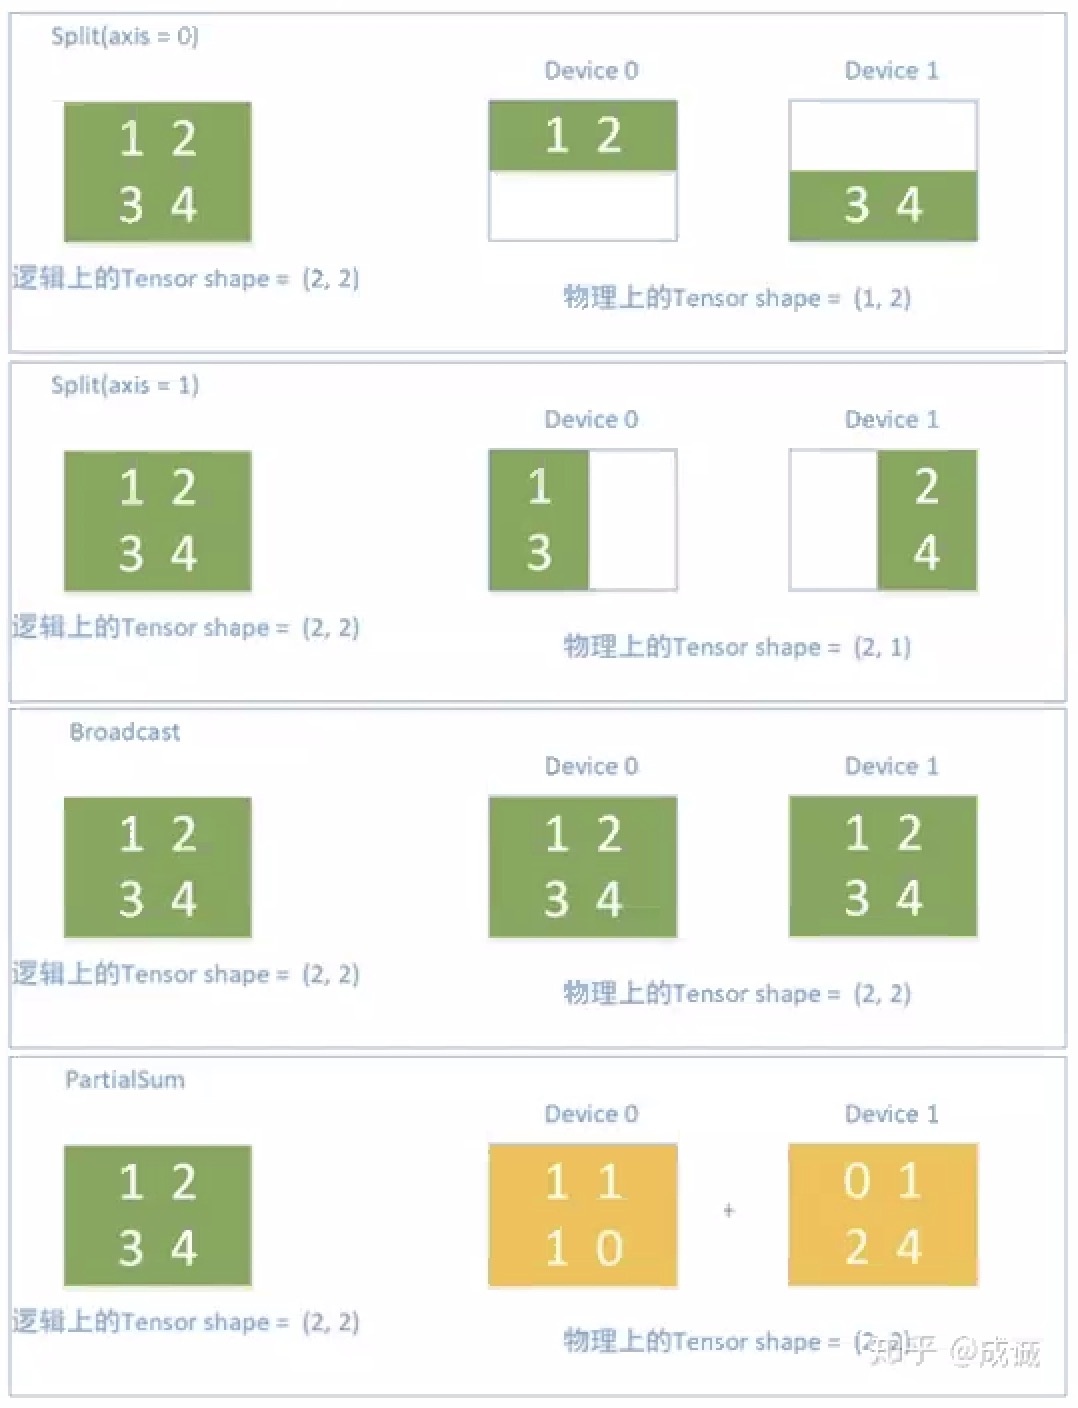 Split(axis = 0)
Device 0 Device 1
1 2 1 2
3 4 3 4
逻辑上的Tensor shape = (2, 2)
物理上的Tensor shape = (1, 2)
Split(axis = 1)
Device 0 Device 1
1 2 1 2
3 4 3 4
逻辑上的Tensor shape = (2, 2)
物理上的Tensor shape = (2, 1)
Broadcast
Device 0 Device 1
1 2 1 2 1 2
3 4 3 4 3 4
逻辑上的Tensor shape = (2, 2)
物理上的Tensor shape = (2, 2)
PartialSum
Device 0 Device 1
1 2 1 1 + 0 1
3 4 1 0 2 4
逻辑上的Tensor shape = (2, 2)
物理上的Tensor shape = (2, 2)
知乎 @成诚